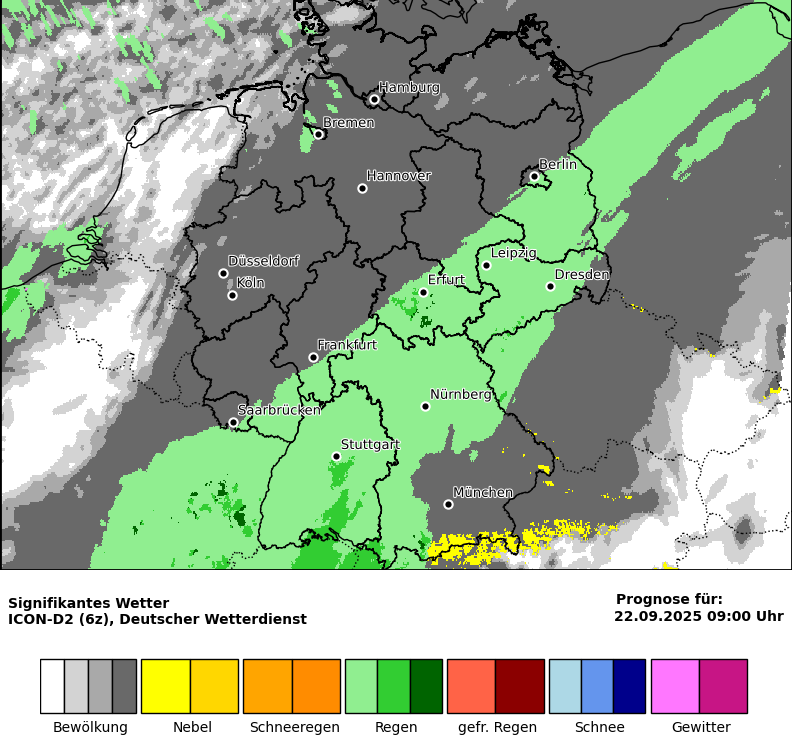 Hamburg
Bremen
Berlin
Hannover
Leipzig
Düsseldorf
Dresden
Erfurt
Köln
Frankfurt
Nürnberg
Saarbrücken
Stuttgart
München
Signifikantes Wetter
ICON-D2 (6z), Deutscher Wetterdienst
Prognose für:
22.09.2025 09:00 Uhr
Bewölkung
Nebel
Schneeregen
Regen
gefr. Regen
Schnee
Gewitter